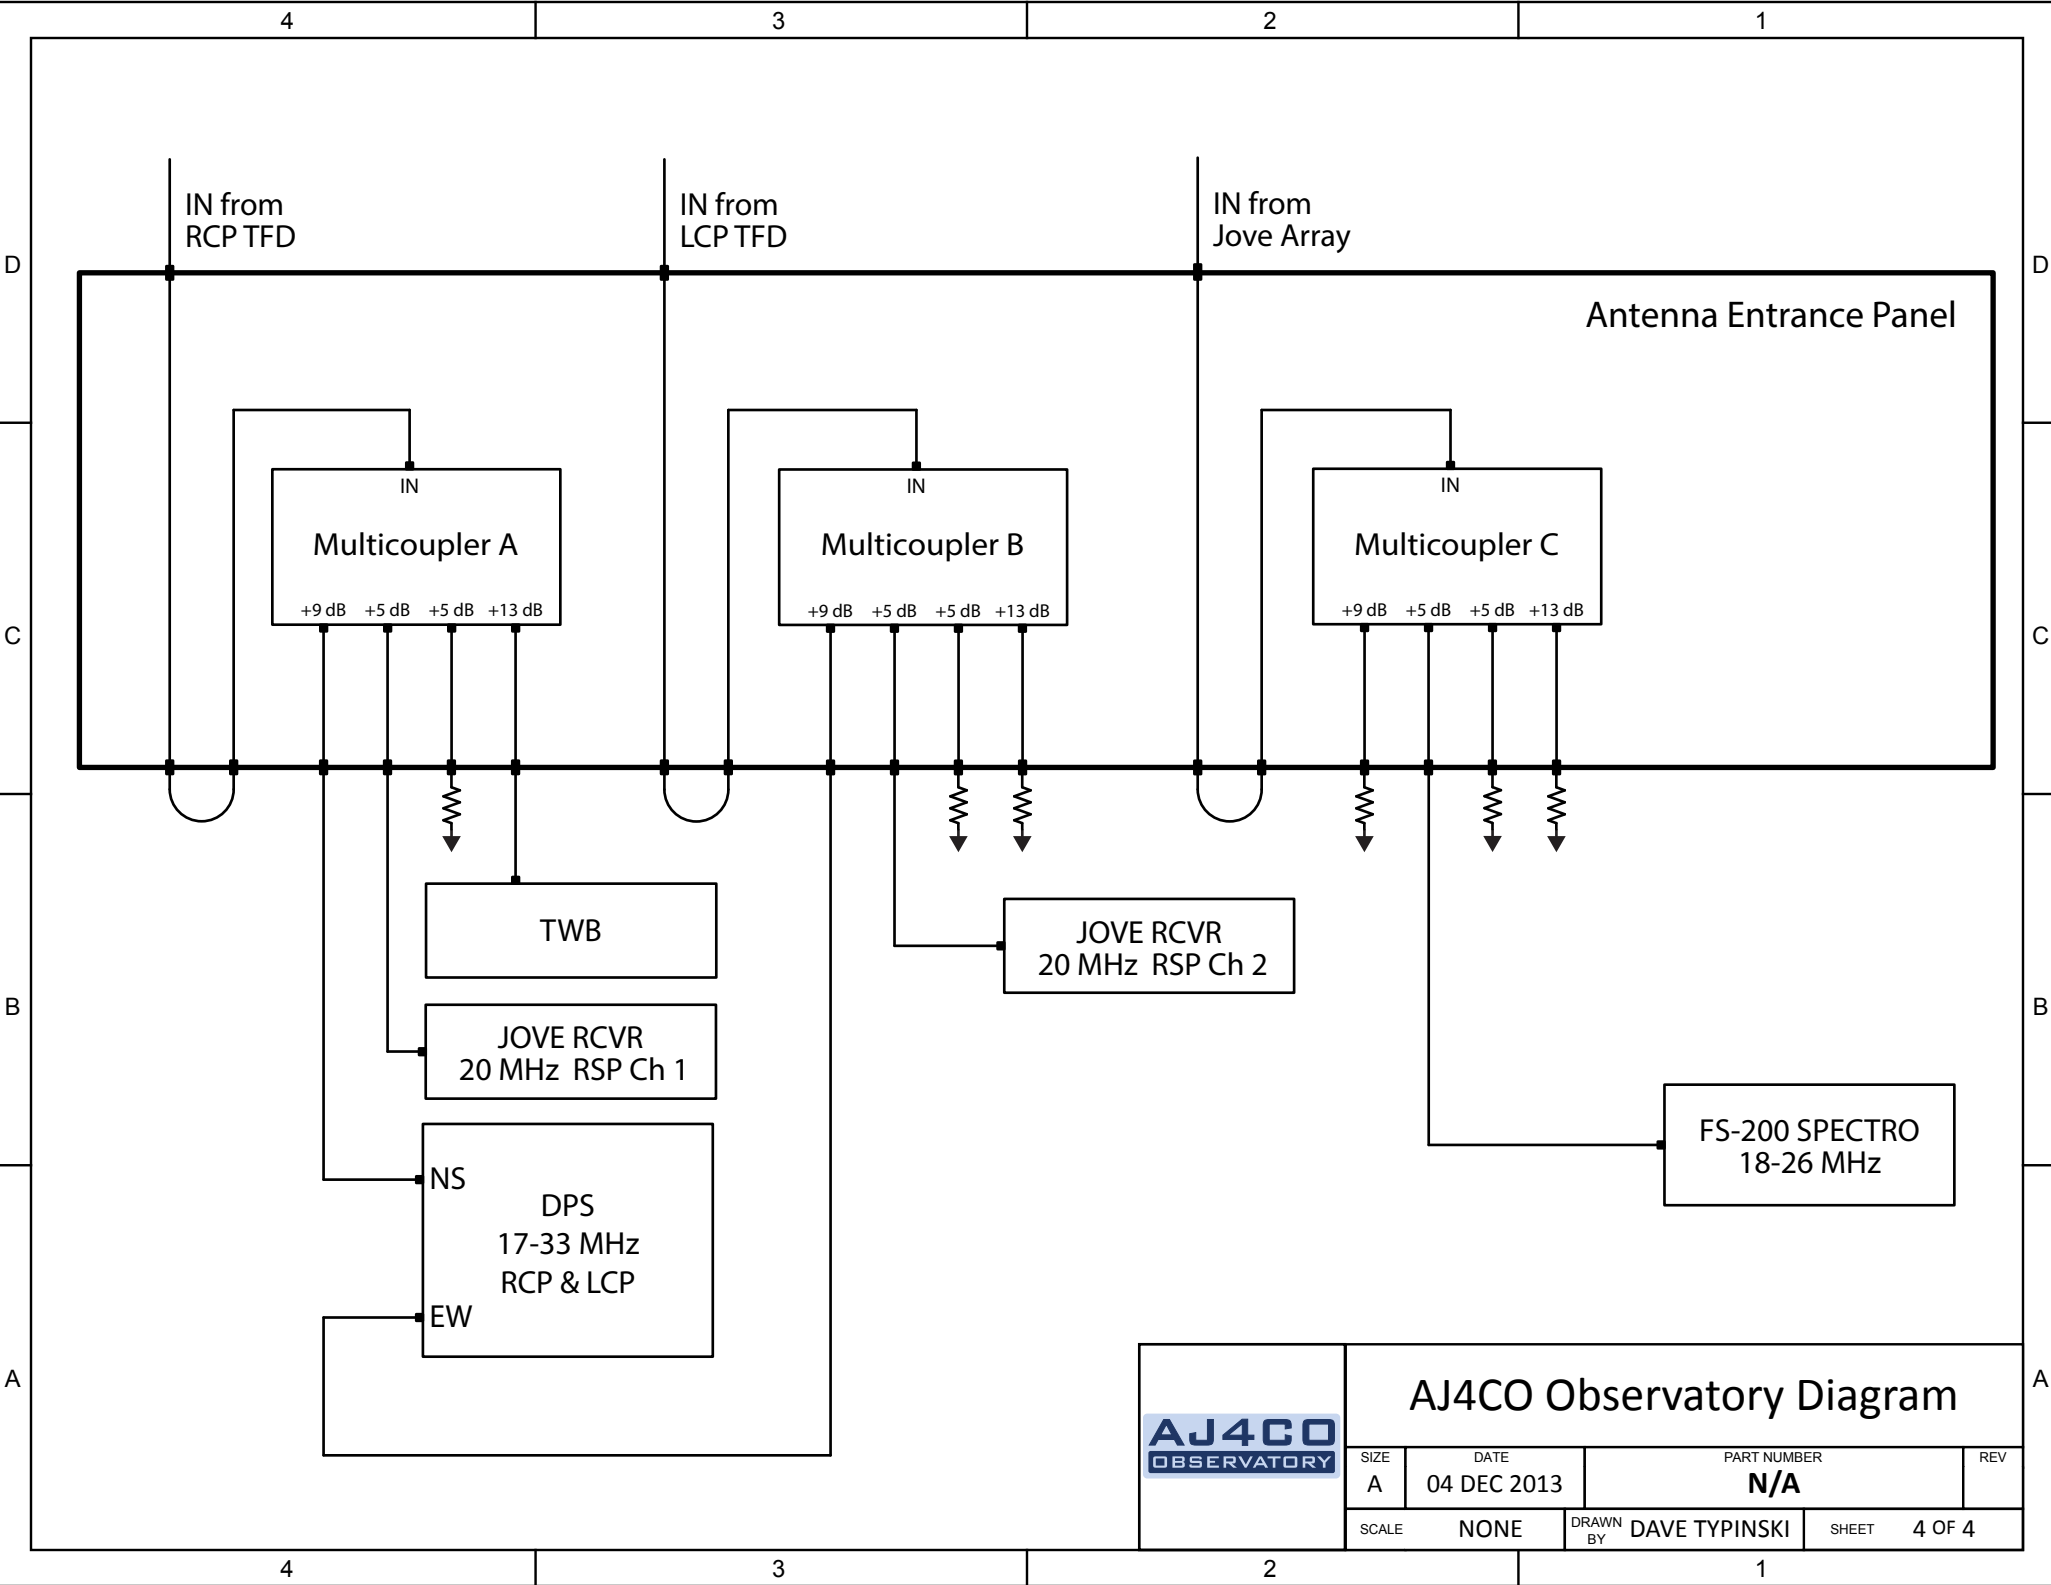 4 3 2 1
IN from
RCP TFD
IN from
LCP TFD
IN from
Jove Array
D D
Antenna Entrance Panel
IN
Multicoupler A
+9 dB +5 dB +5 dB +13 dB
IN
Multicoupler B
+9 dB +5 dB +5 dB +13 dB
IN
Multicoupler C
+9 dB +5 dB +5 dB +13 dB
C C
TWB
JOVE RCVR
20 MHz RSP Ch 2
JOVE RCVR
20 MHz RSP Ch 1
B B
FS-200 SPECTRO
18-26 MHz
NS
DPS
17-33 MHz
RCP & LCP
EW
A A
AJ4CO
OBSERVATORY
AJ4CO Observatory Diagram
SIZE
A
DATE
04 DEC 2013
PART NUMBER
N/A
REV
SCALE NONE
DRAWN
BY
DAVE TYPINSKI
SHEET 4 OF 4
4 3 2 1